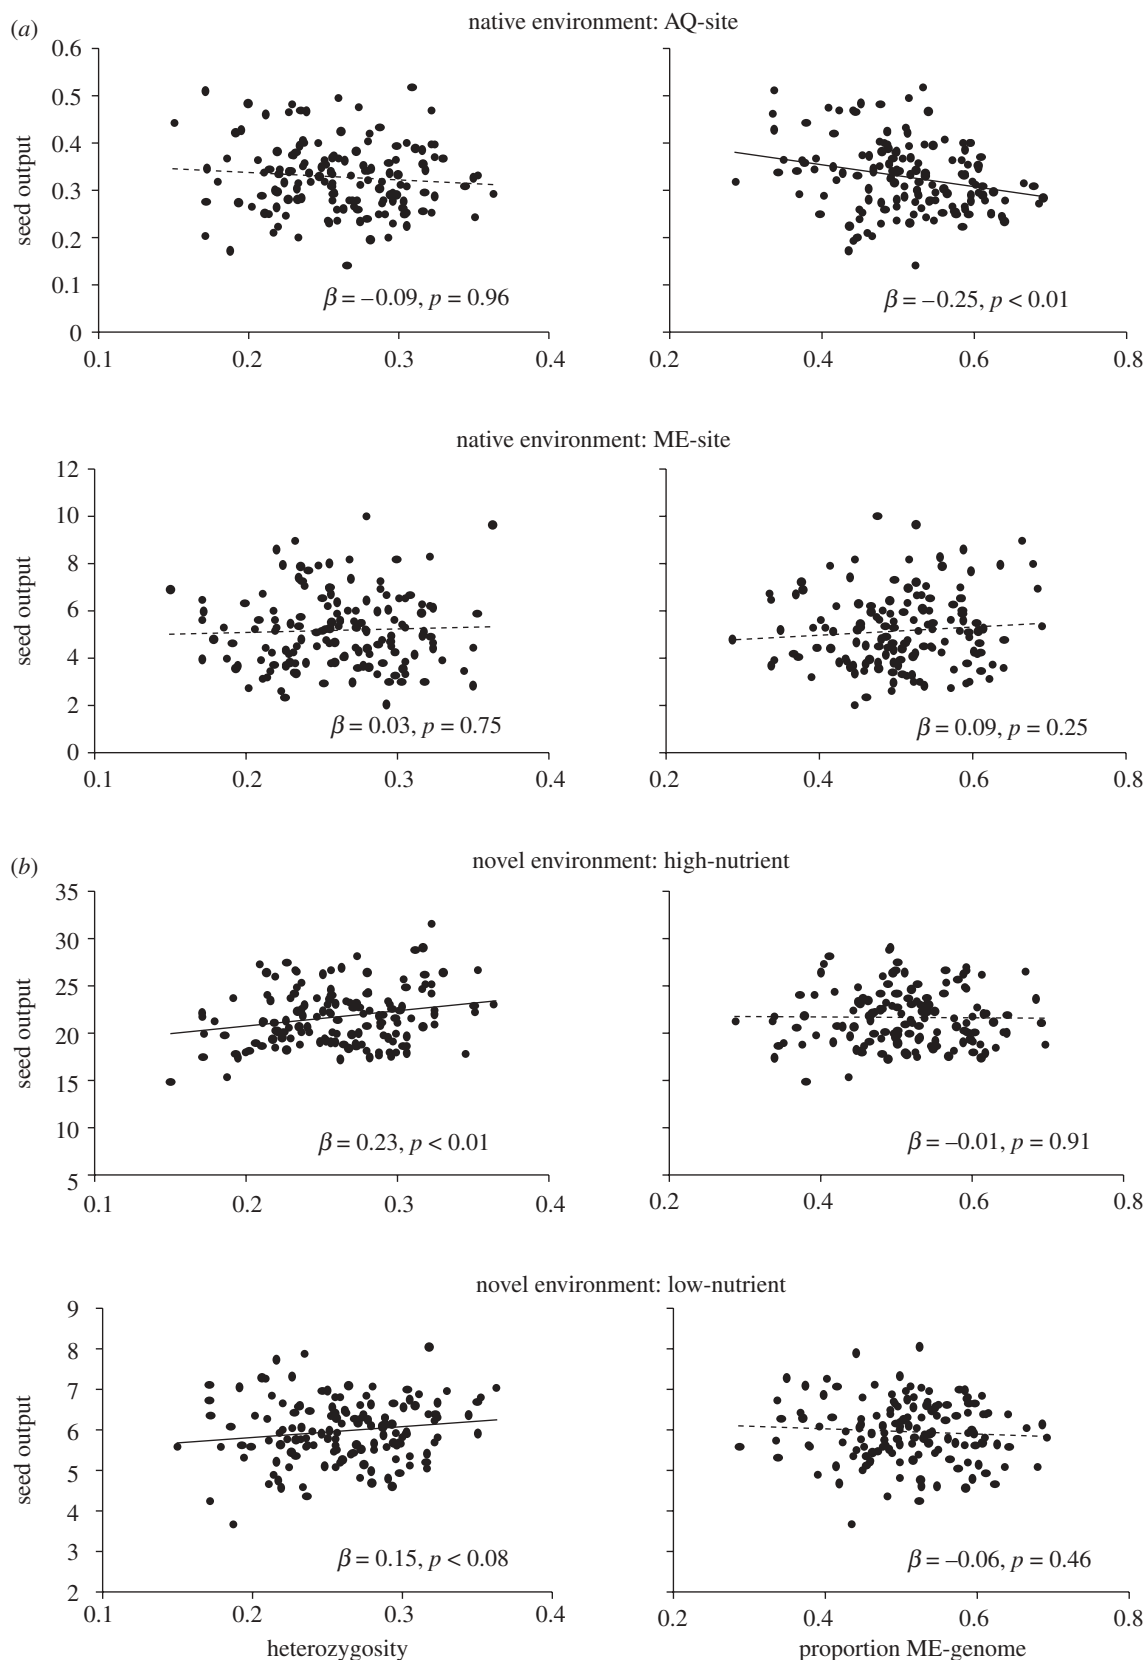 (a)
native environment: AQ-site
0.6
0.5
0.4
0.3
0.2
0.1
0
seed output
β = –0.09, p = 0.96
β = –0.25, p < 0.01
0.1 0.2 0.3 0.4
0.2 0.4 0.6 0.8
native environment: ME-site
12
10
8
6
4
2
0
seed output
β = 0.03, p = 0.75
β = 0.09, p = 0.25
0.1 0.2 0.3 0.4
0.2 0.4 0.6 0.8
(b)
novel environment: high-nutrient
35
30
25
20
15
10
5
seed output
β = 0.23, p < 0.01
β = –0.01, p = 0.91
0.1 0.2 0.3 0.4
0.2 0.4 0.6 0.8
novel environment: low-nutrient
9
8
7
6
5
4
3
2
seed output
β = 0.15, p < 0.08
β = –0.06, p = 0.46
0.1 0.2 0.3 0.4
0.2 0.4 0.6 0.8
heterozygosity
proportion ME-genome